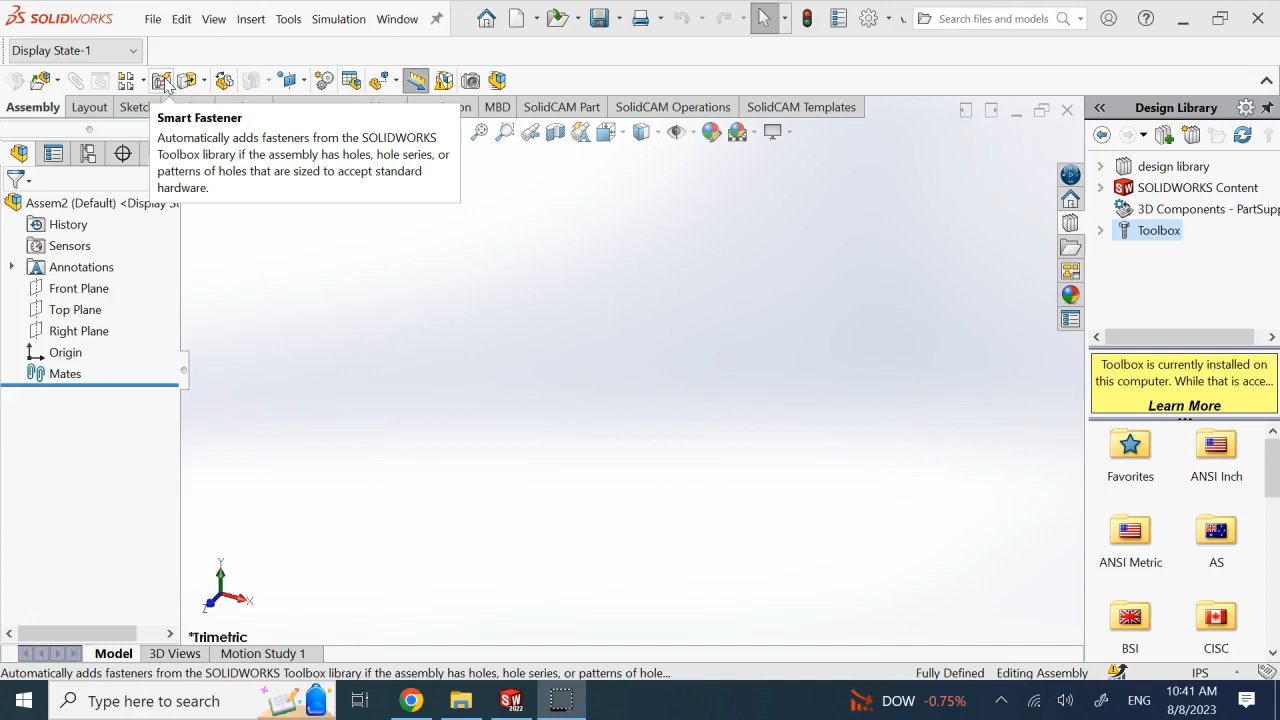 SOLIDWORKS File Edit View Insert Tools Simulation Window Search files and models
Display State-1
Assembly Layout Sketc on MBD SolidCAM Part SolidCAM Operations SolidCAM Templates
Smart Fastener
Automatically adds fasteners from the SOLIDWORKS
Toolbox library if the assembly has holes, hole series, or
patterns of holes that are sized to accept standard
hardware.
Assem2 (Default) <Display St
History
Sensors
Annotations
Front Plane
Top Plane
Right Plane
Origin
Mates
Y
X
Z
*Trimetric
Design Library
design library
SOLIDWORKS Content
3D Components - PartSupp
Toolbox
Toolbox is currently installed on
this computer. While that is acce...
Learn More
Favorites ANSI Inch
ANSI Metric AS
BSI CISC
Model 3D Views Motion Study 1
Automatically adds fasteners from the SOLIDWORKS Toolbox library if the assembly has holes, hole series, or patterns of hole... Fully Defined Editing Assembly IPS
Type here to search SW 2022 DOW -0.75% ENG 10:41 AM
8/8/2023